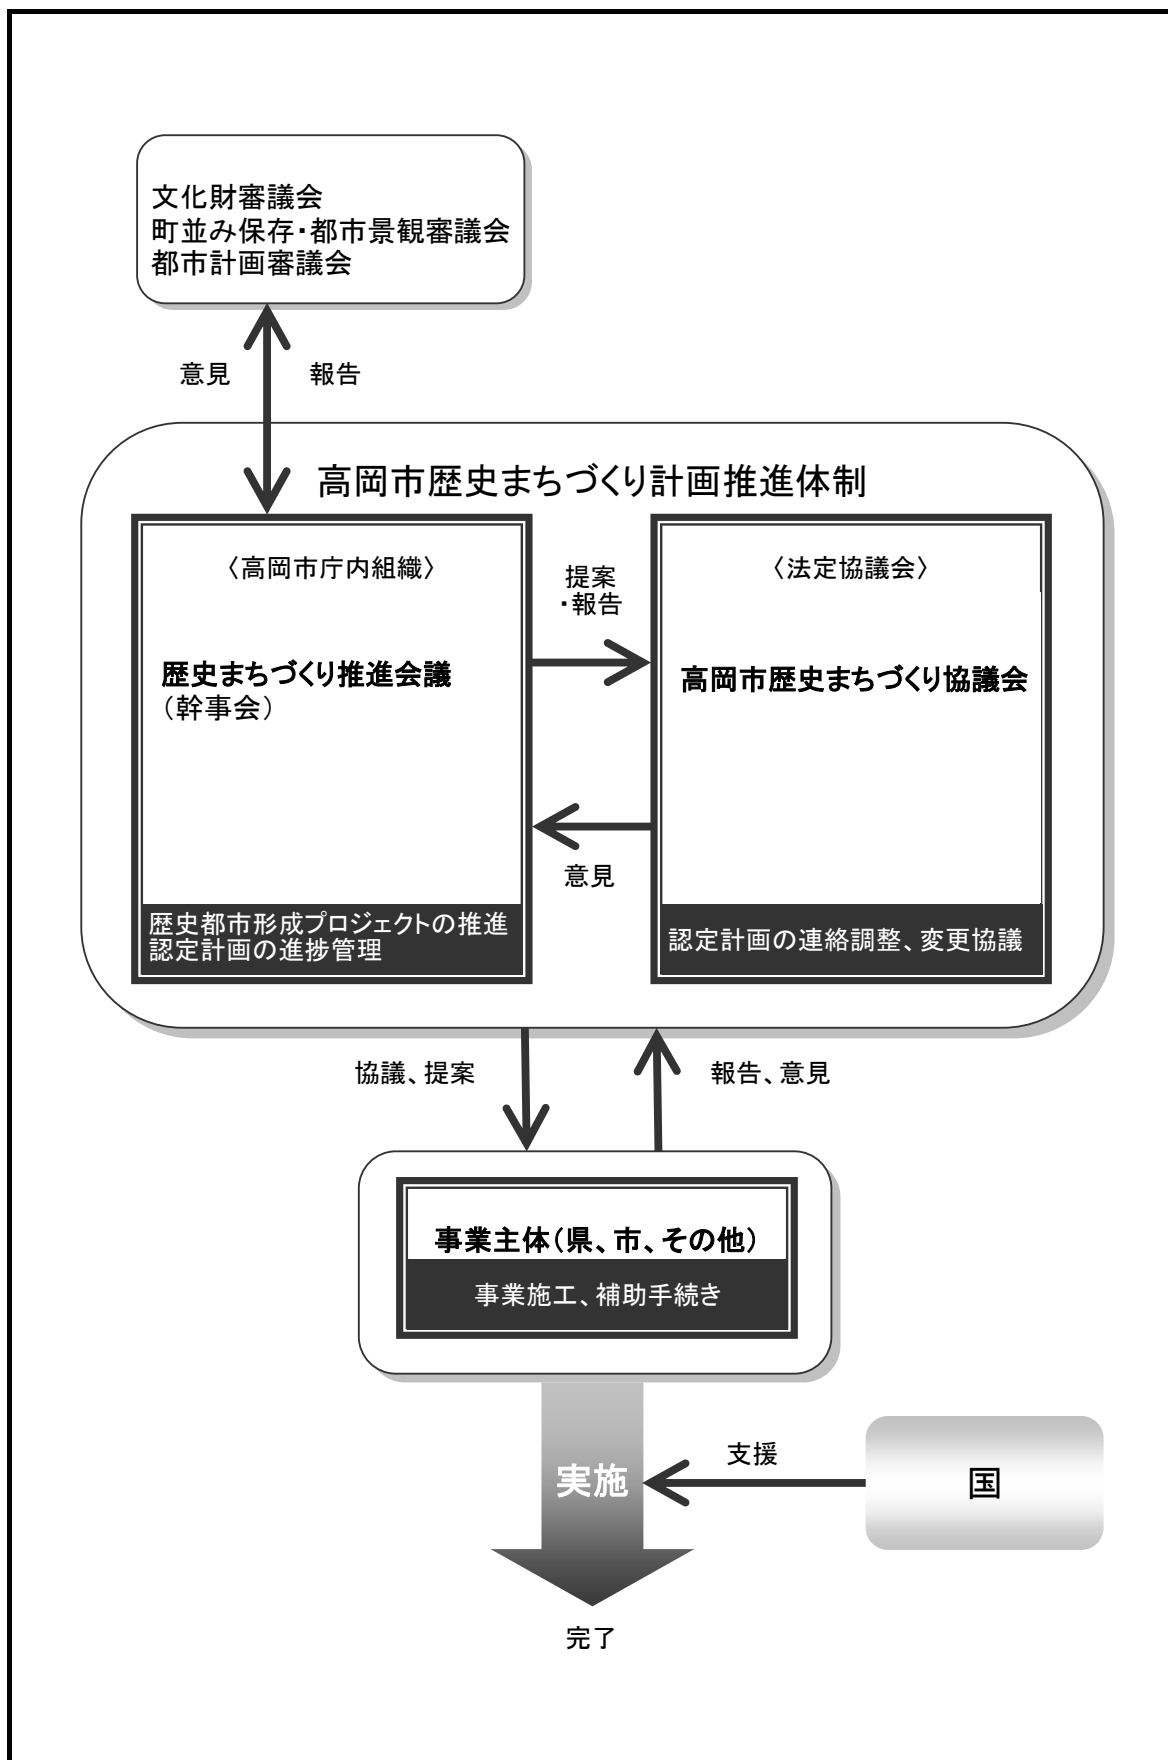 文化財審議会
町並み保存・都市景観審議会
都市計画審議会
意見
報告
高岡市歴史まちづくり計画推進体制
〈高岡市庁内組織〉
歴史まちづくり推進会議
（幹事会）
歴史都市形成プロジェクトの推進
認定計画の進捗管理
提案
・報告
意見
〈法定協議会〉
高岡市歴史まちづくり協議会
認定計画の連絡調整、変更協議
協議、提案
報告、意見
事業主体（県、市、その他）
事業施工、補助手続き
実施
支援
国
完了